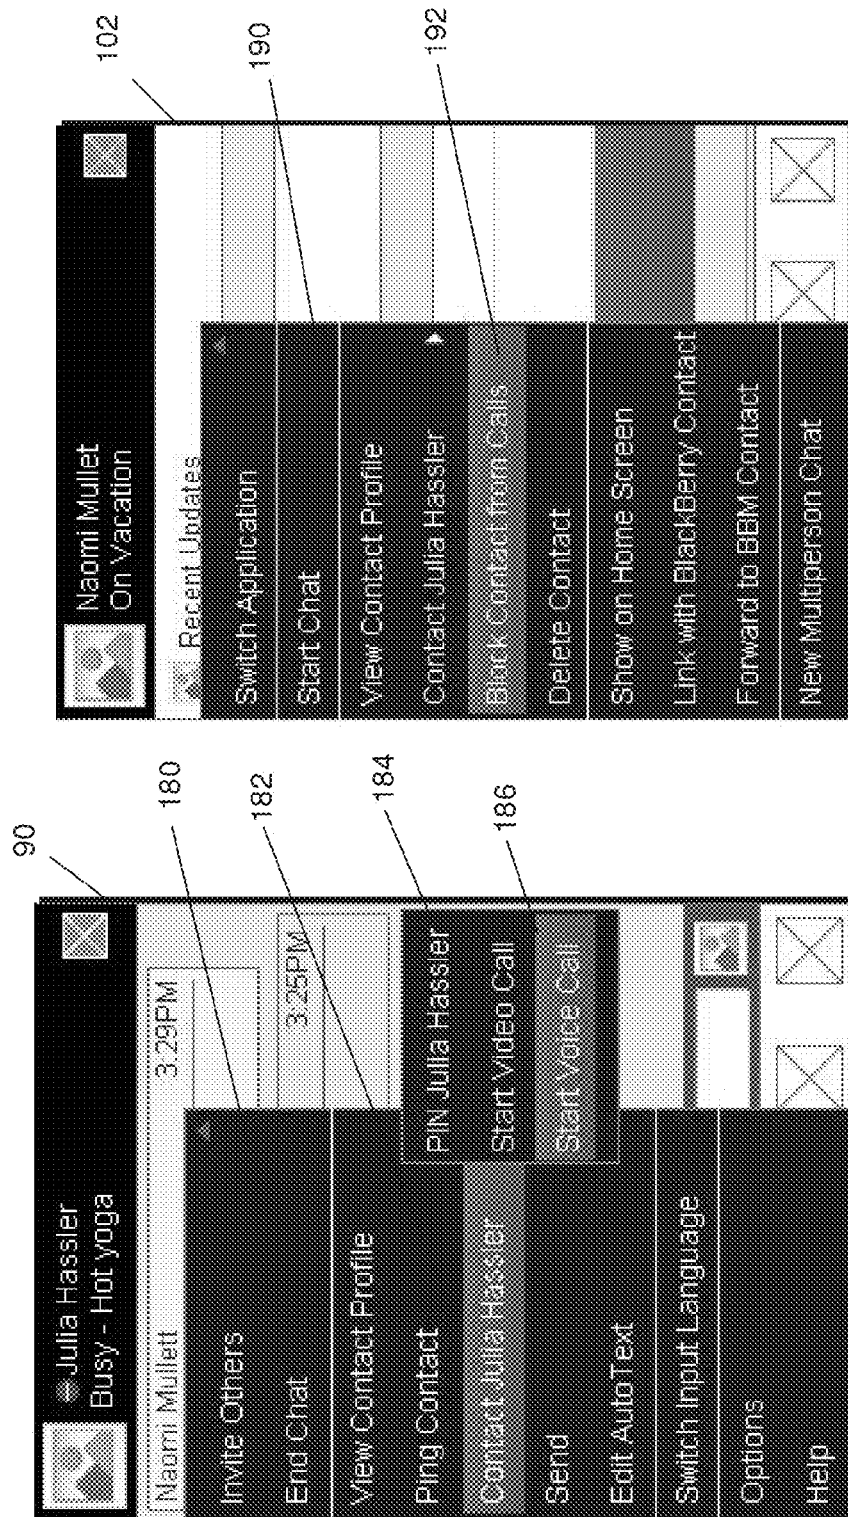 90
Julia Hassler
Busy - Hot yoga
Naomi Mullett
3:29PM
3:25PM
Invite Others
End Chat
View Contact Profile
Ping Contact
Contact Julia Hassler
Send
Edit AutoText
Switch Input Language
Options
Help
PIN Julia Hassler
Start Video Call
Start Voice Call
180
182
184
186
102
Naomi Mullet
On Vacation
Recent Updates
Switch Application
Start Chat
View Contact Profile
Contact Julia Hassler
Block Contact from Calls
Delete Contact
Show on Home Screen
Link with BlackBerry Contact
Forward to BBM Contact
New Multiperson Chat
190
192